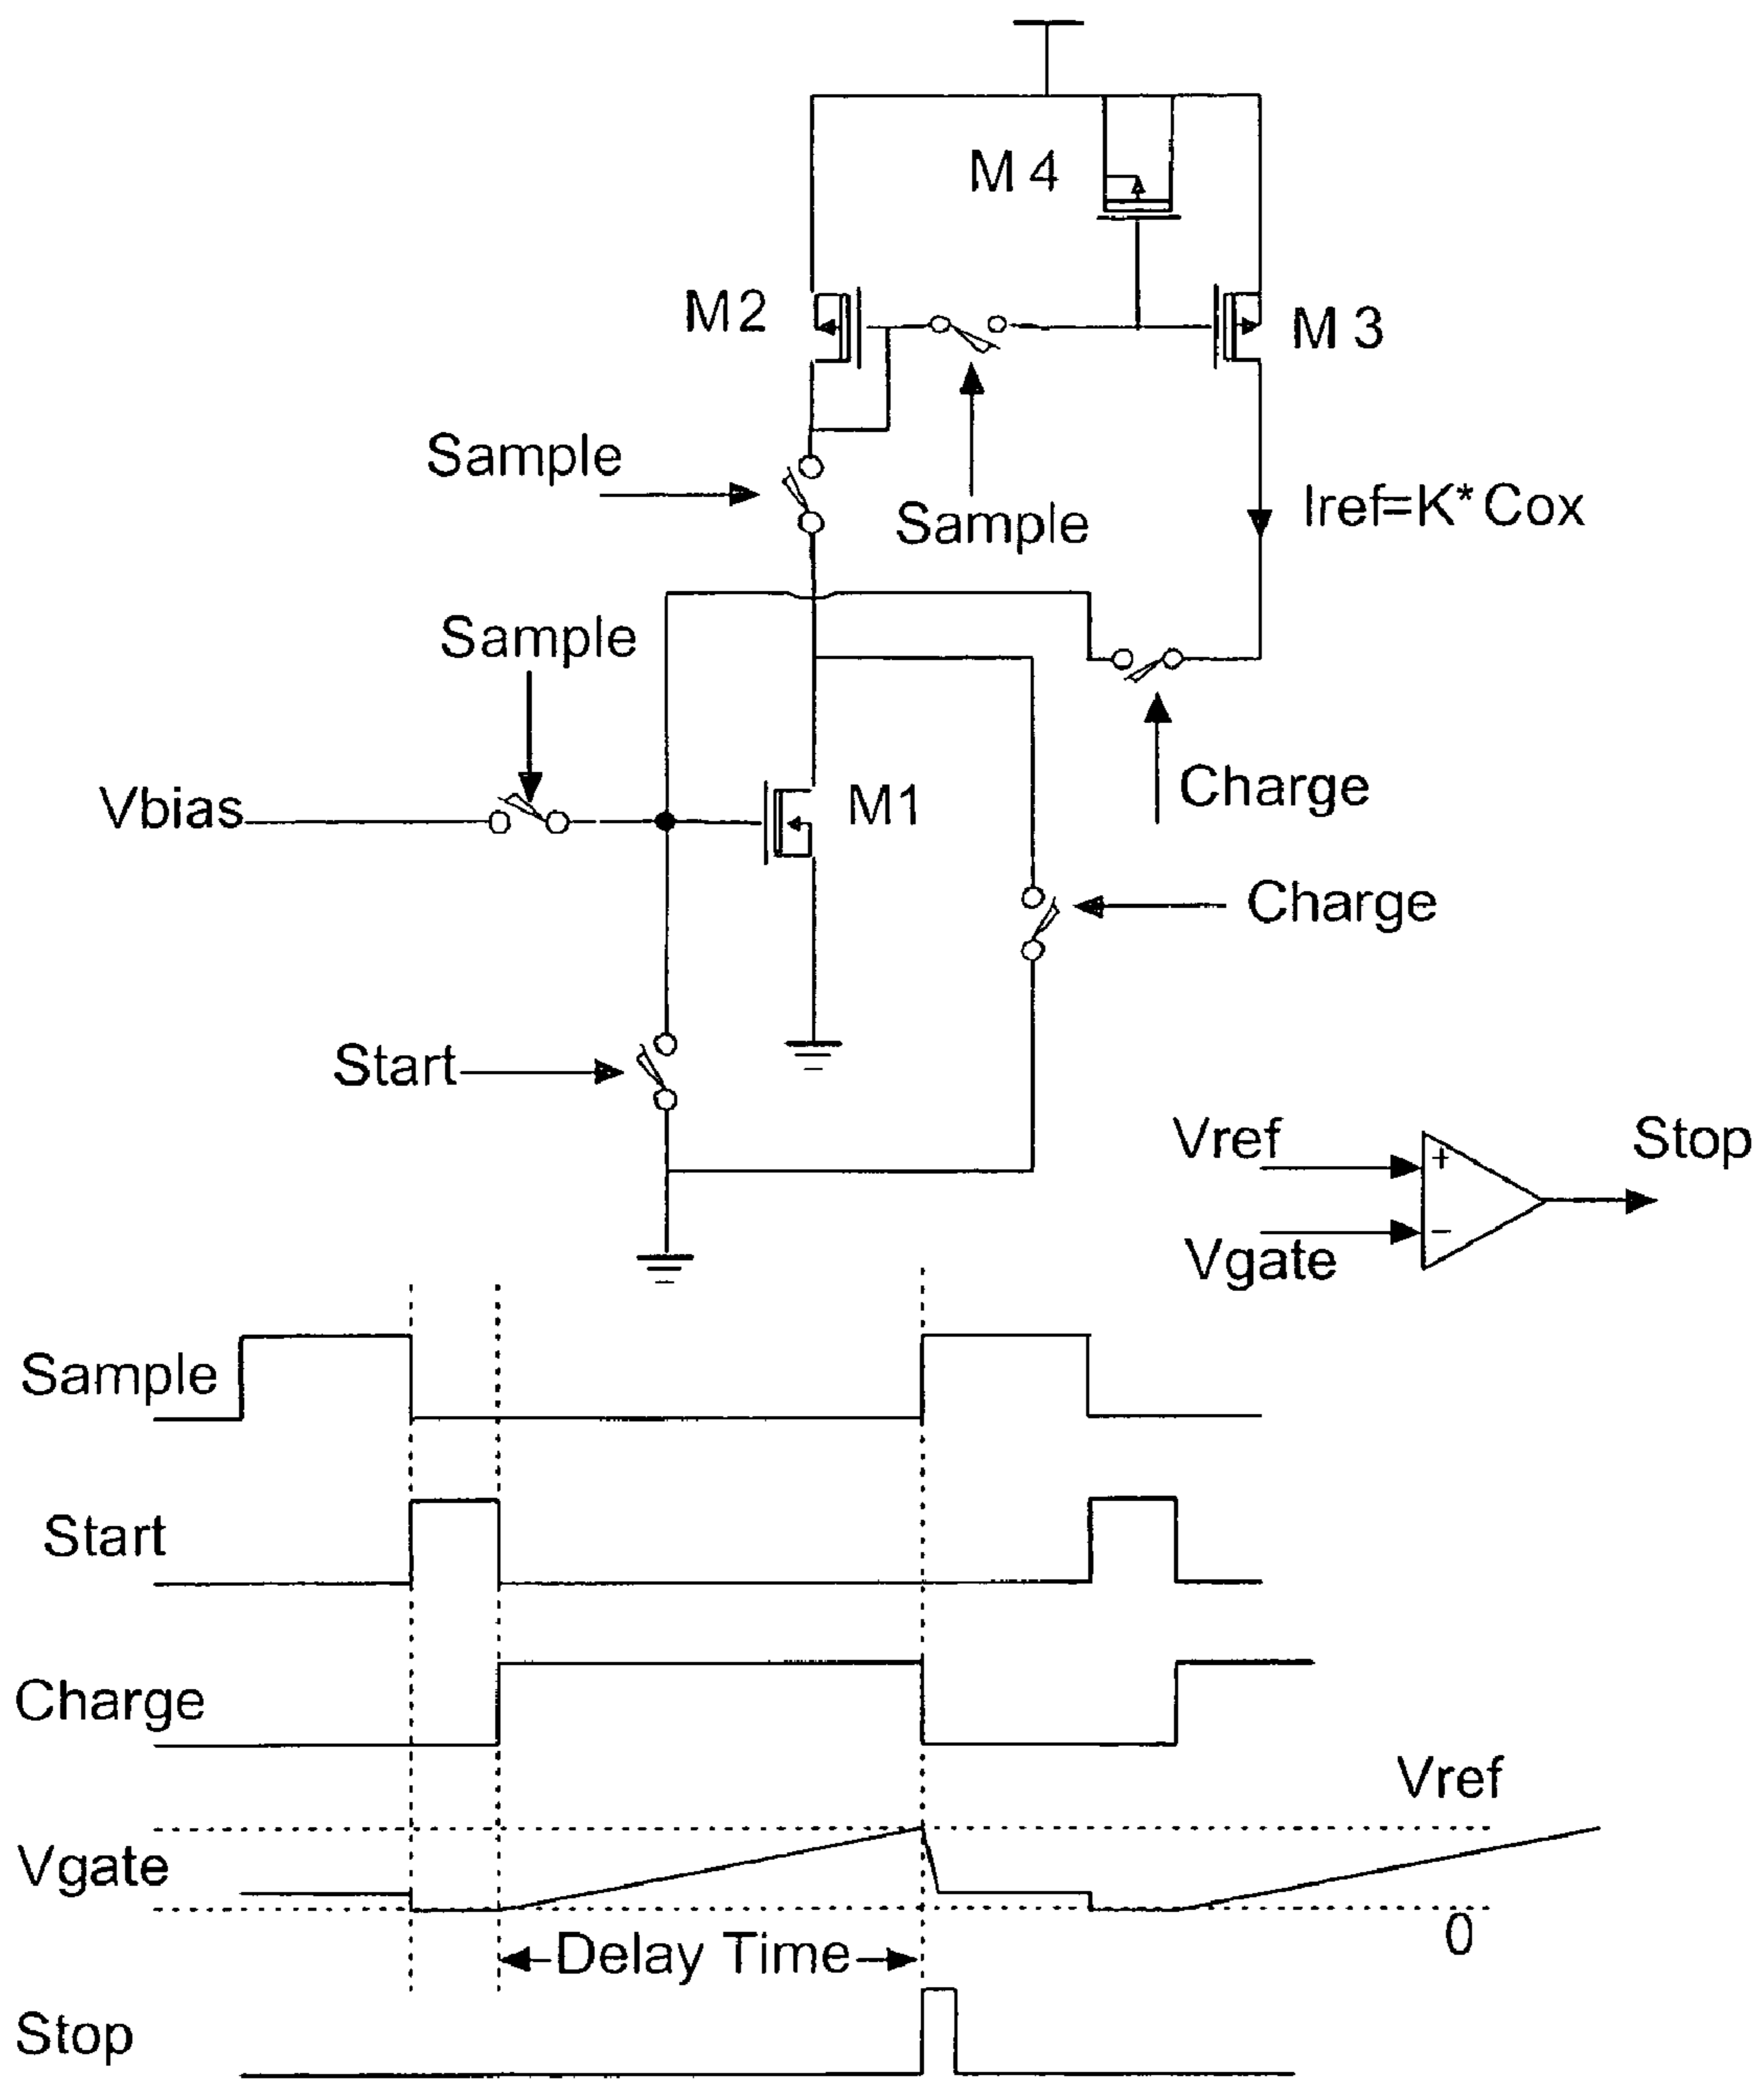 M4
M2
M3
Sample
Sample
Iref=K*Cox
Sample
Charge
Vbias
M1
Charge
Start
Vref
Stop
+
−
Vgate
Sample
Start
Charge
Vref
Vgate
0
Delay Time
Stop